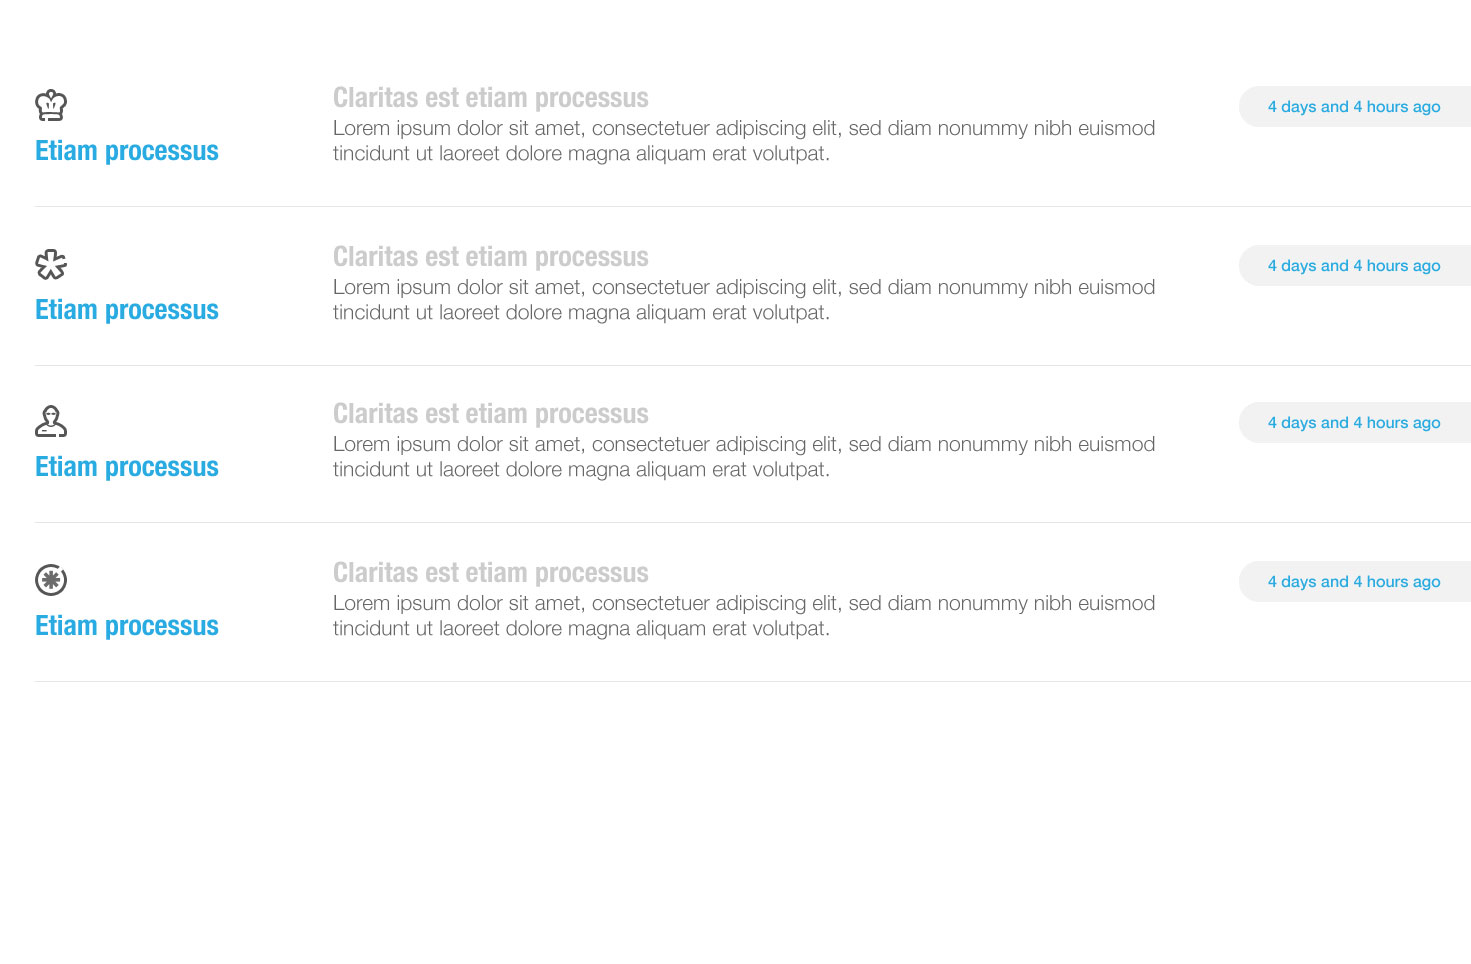 Etiam processus
Claritas est etiam processus
Lorem ipsum dolor sit amet, consectetuer adipiscing elit, sed diam nonummy nibh euismod
tincidunt ut laoreet dolore magna aliquam erat volutpat.
4 days and 4 hours ago
Etiam processus
Claritas est etiam processus
Lorem ipsum dolor sit amet, consectetuer adipiscing elit, sed diam nonummy nibh euismod
tincidunt ut laoreet dolore magna aliquam erat volutpat.
4 days and 4 hours ago
Etiam processus
Claritas est etiam processus
Lorem ipsum dolor sit amet, consectetuer adipiscing elit, sed diam nonummy nibh euismod
tincidunt ut laoreet dolore magna aliquam erat volutpat.
4 days and 4 hours ago
Etiam processus
Claritas est etiam processus
Lorem ipsum dolor sit amet, consectetuer adipiscing elit, sed diam nonummy nibh euismod
tincidunt ut laoreet dolore magna aliquam erat volutpat.
4 days and 4 hours ago